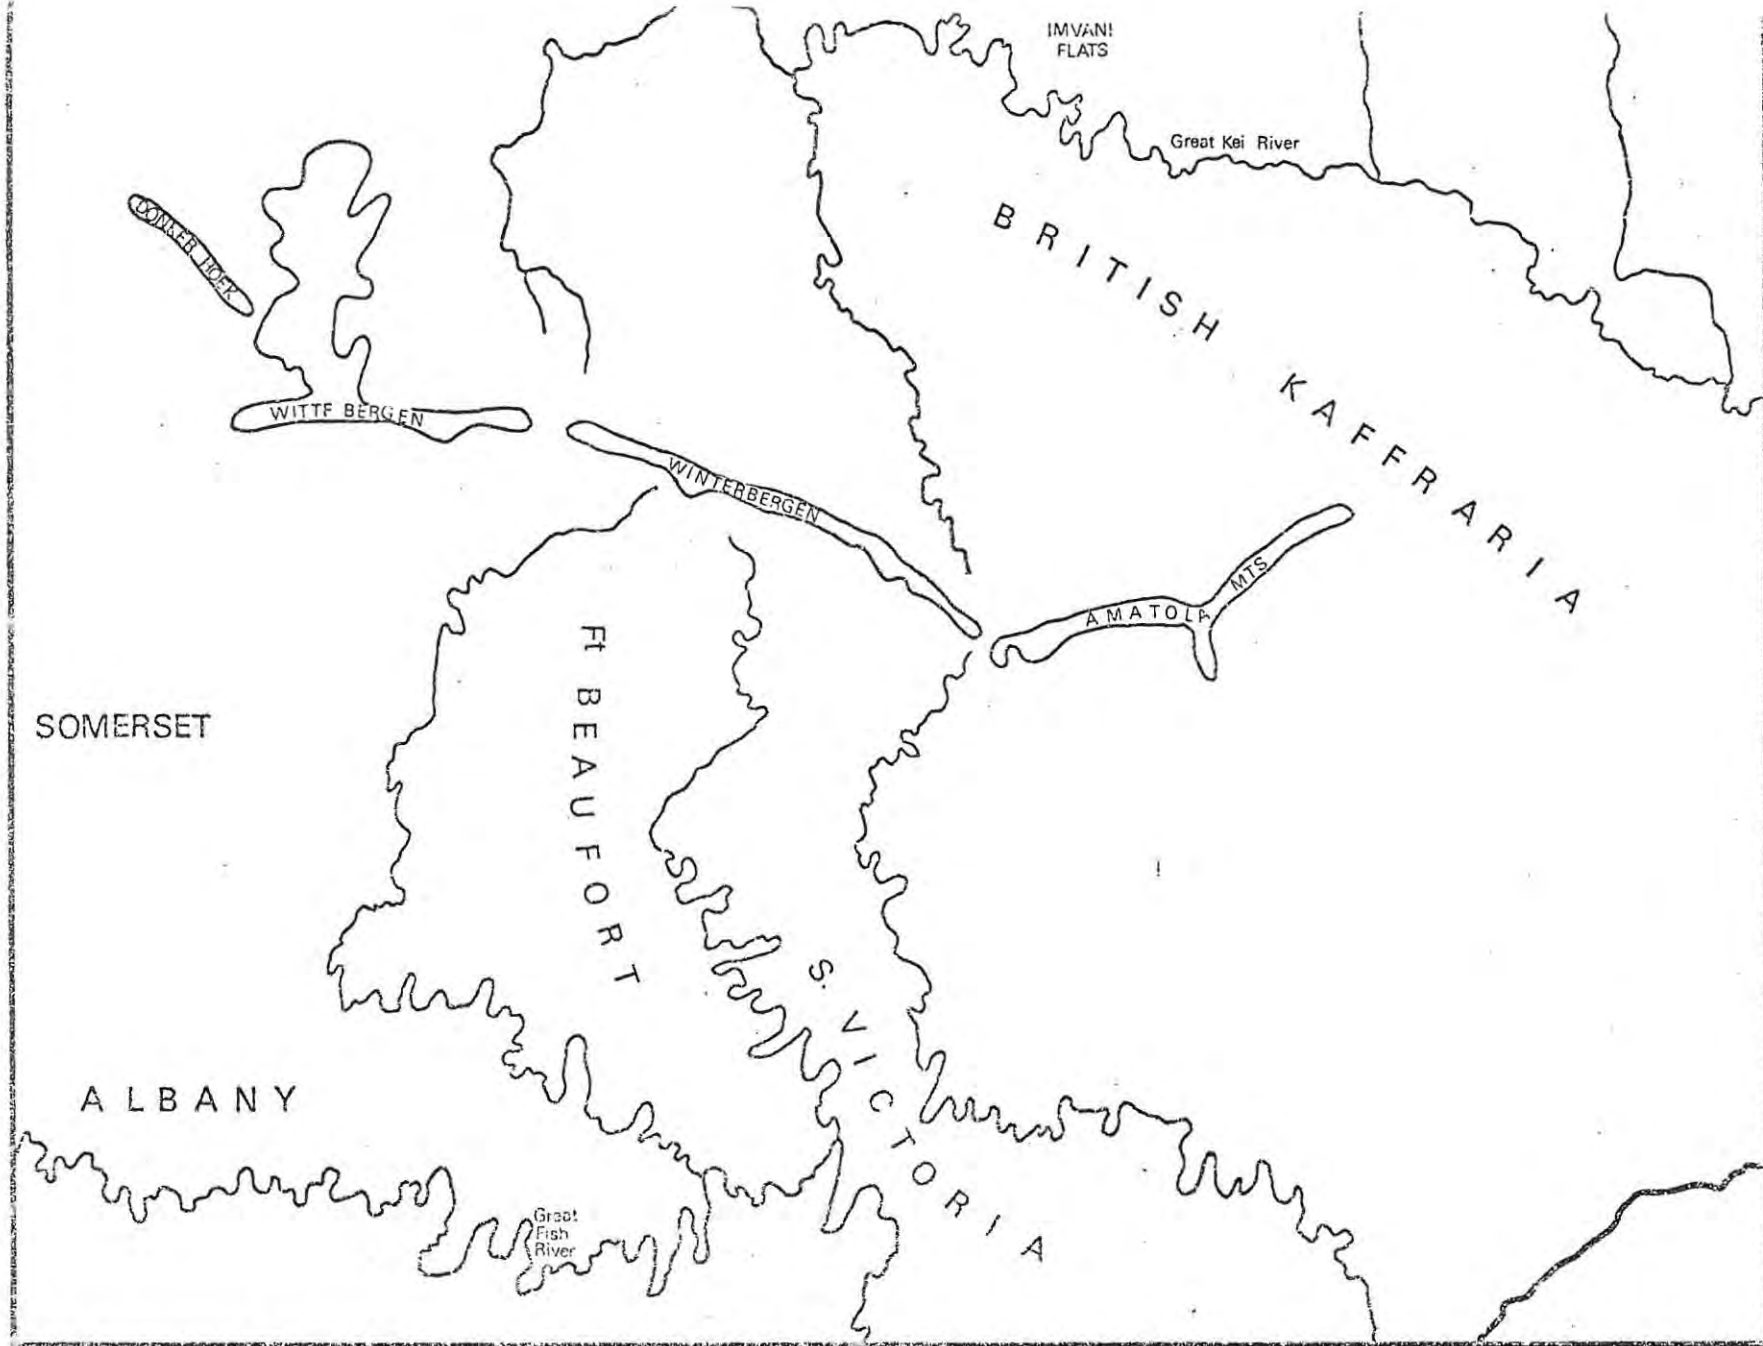 IMVANI
FLATS
Great Kei River
BRITISH KAFFRARIA
DONKER HOEK
WITTE BERGEN
WINTERBERGEN
AMATOLA MTS
Ft BEAUFORT
SOMERSET
S. VICTORIA
ALBANY
Great
Fish
River